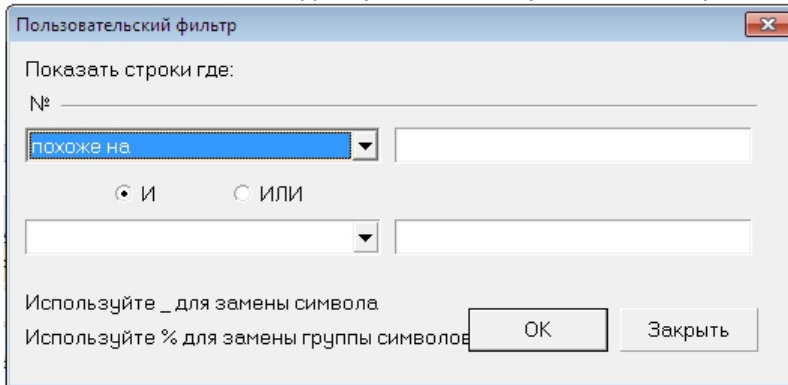 Пользовательский фильтр
Показать строки где:
№
похоже на
И ИЛИ
Используйте _ для замены символа
Используйте % для замены группы символов
OK Закрыть